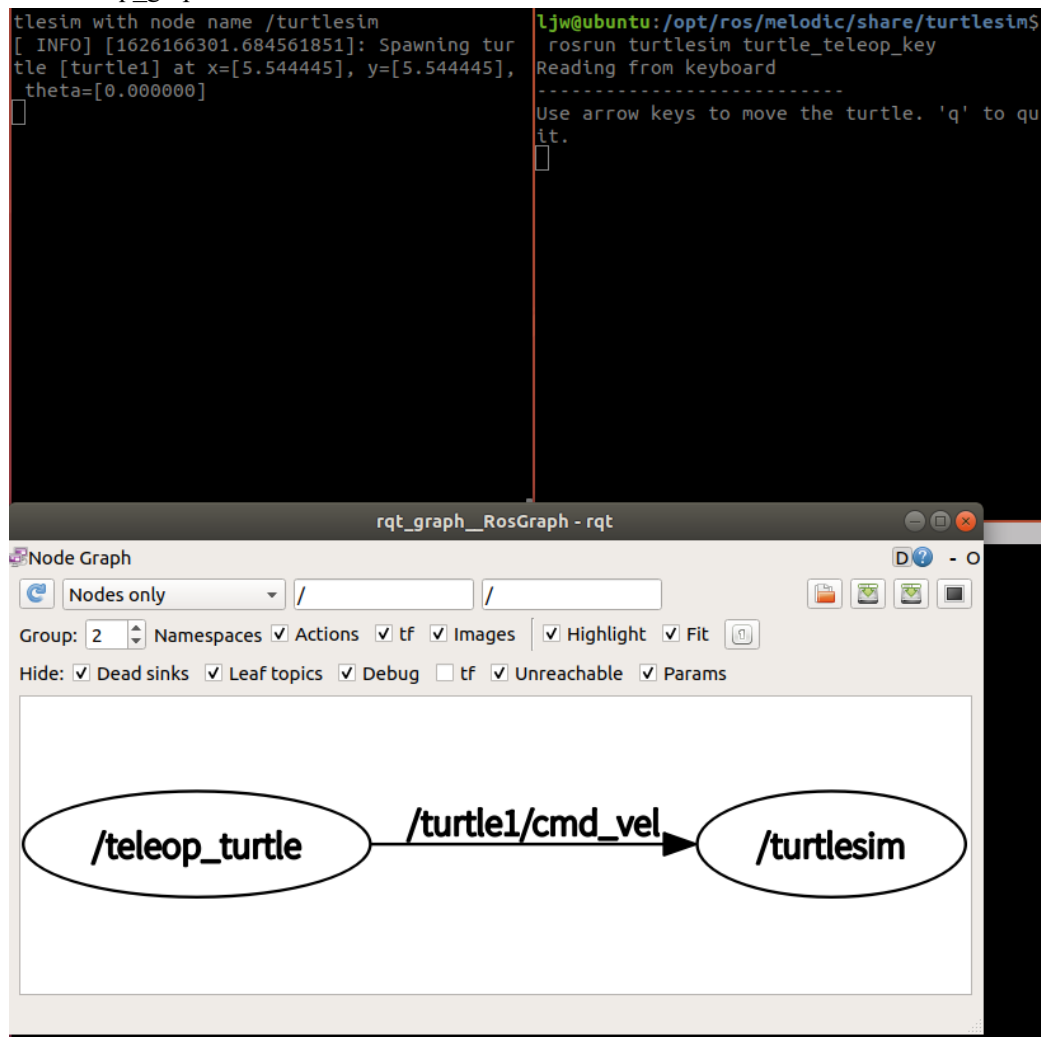 tlesim with node name /turtlesim
[ INFO] [1626166301.684561851]: Spawning tur
tle [turtle1] at x=[5.544445], y=[5.544445],
theta=[0.000000]
ljw@ubuntu:/opt/ros/melodic/share/turtlesim$
rosrun turtlesim turtle_teleop_key
Reading from keyboard
---------------------------
Use arrow keys to move the turtle. 'q' to qu
it.
rqt_graph__RosGraph - rqt
Node Graph D - O
Nodes only / /
Group: 2 Namespaces Actions tf Images Highlight Fit
Hide: Dead sinks Leaf topics Debug tf Unreachable Params
/teleop_turtle /turtle1/cmd_vel /turtlesim